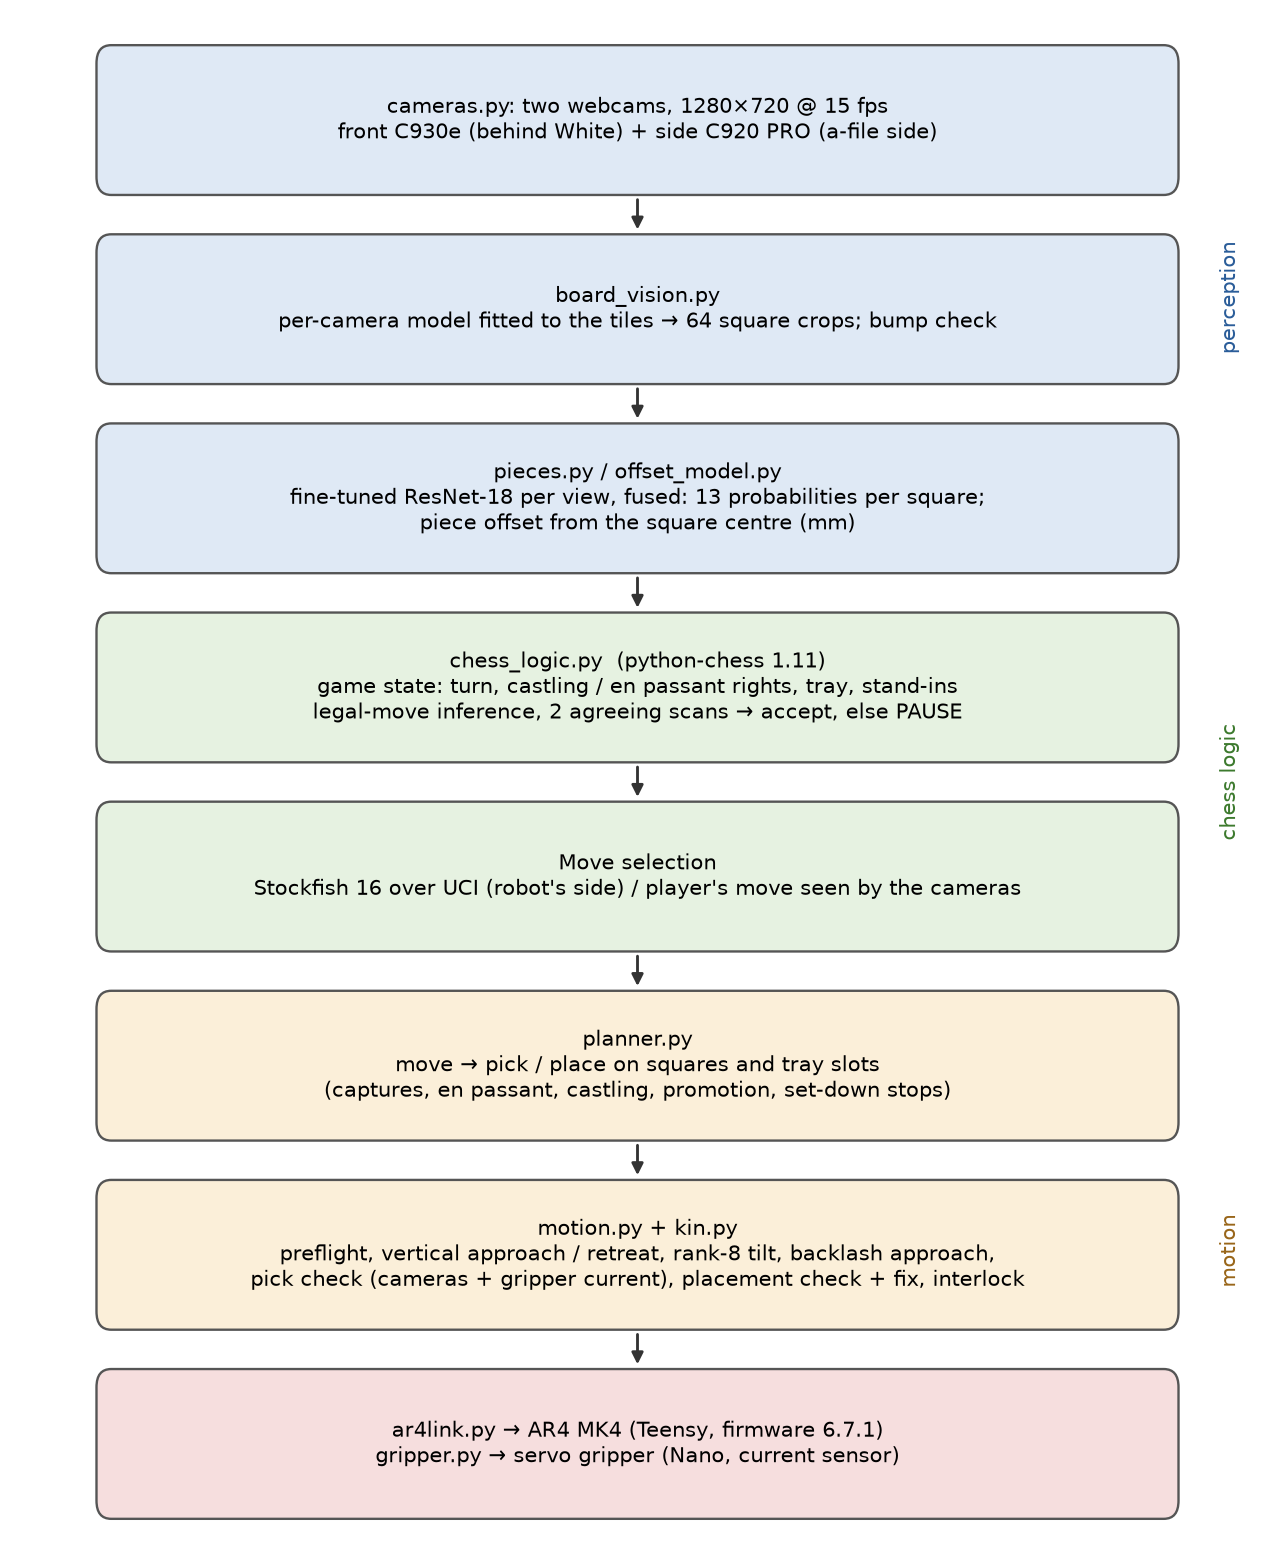 cameras.py: two webcams, 1280×720 @ 15 fps
front C930e (behind White) + side C920 PRO (a-file side)
board_vision.py
per-camera model fitted to the tiles → 64 square crops; bump check
perception
pieces.py / offset_model.py
fine-tuned ResNet-18 per view, fused: 13 probabilities per square;
piece offset from the square centre (mm)
chess_logic.py  (python-chess 1.11)
game state: turn, castling / en passant rights, tray, stand-ins
legal-move inference, 2 agreeing scans → accept, else PAUSE
chess logic
Move selection
Stockfish 16 over UCI (robot's side) / player's move seen by the cameras
planner.py
move → pick / place on squares and tray slots
(captures, en passant, castling, promotion, set-down stops)
motion.py + kin.py
preflight, vertical approach / retreat, rank-8 tilt, backlash approach,
pick check (cameras + gripper current), placement check + fix, interlock
motion
ar4link.py → AR4 MK4 (Teensy, firmware 6.7.1)
gripper.py → servo gripper (Nano, current sensor)